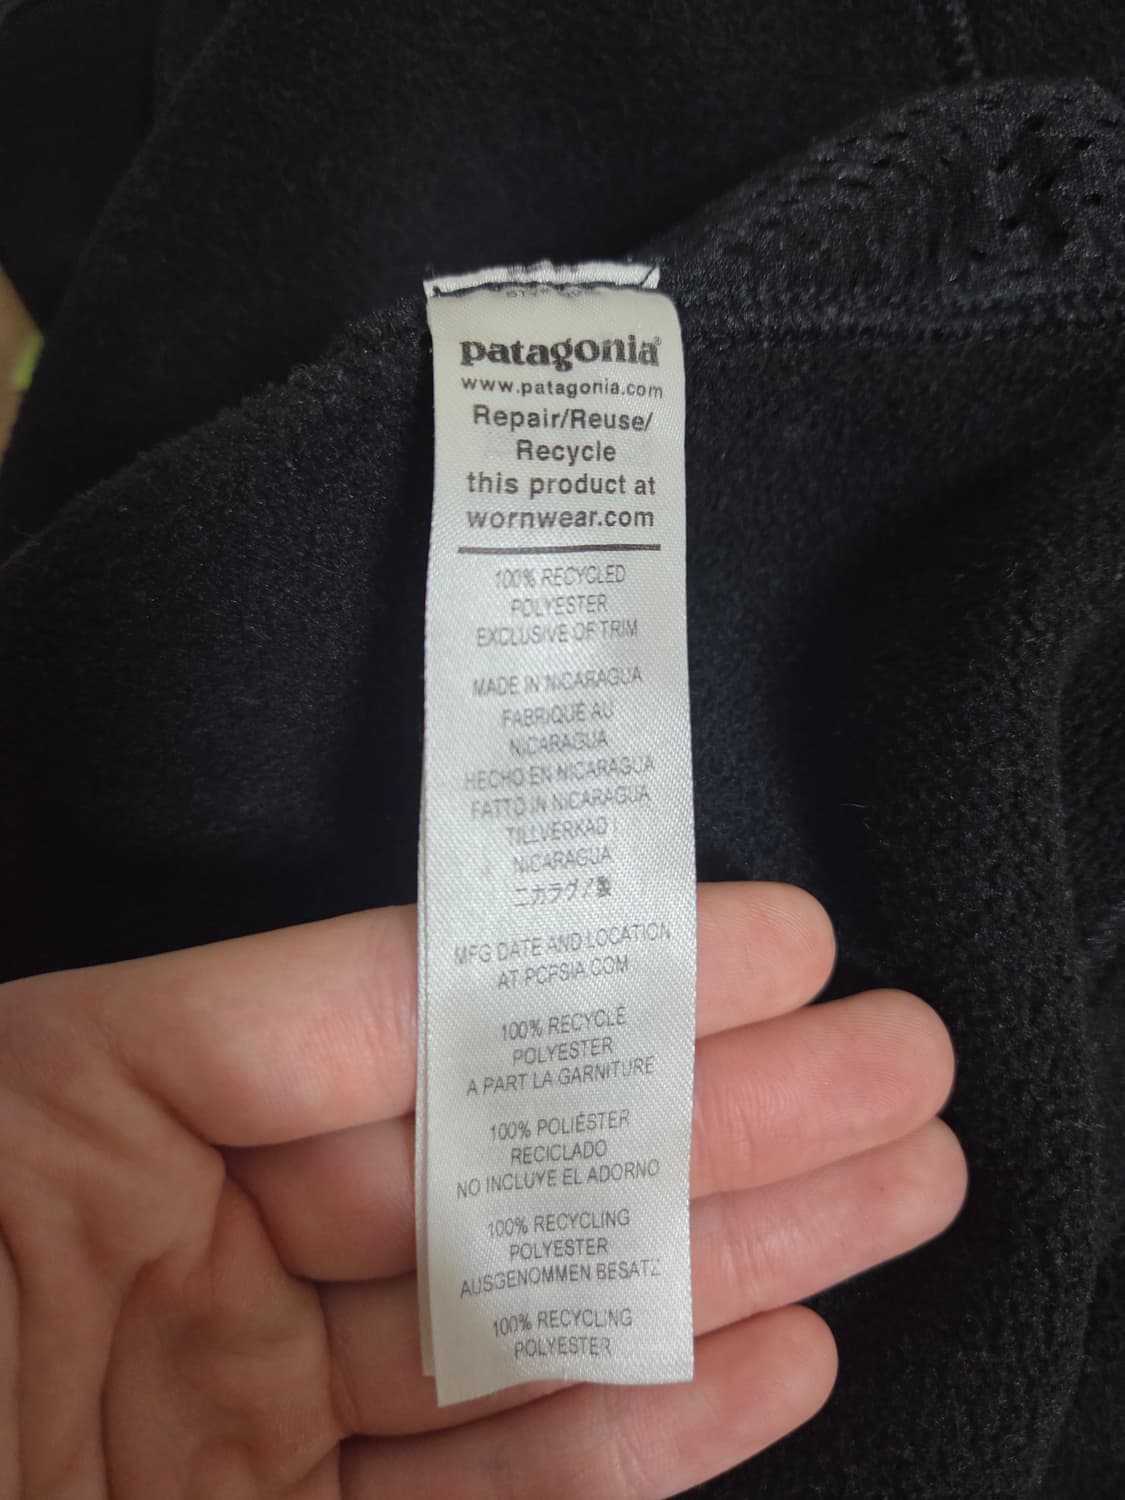 patagonia®
www.patagonia.com
Repair/Reuse/
Recycle
this product at
wornwear.com
100% RECYCLED
POLYESTER
EXCLUSIVE OF TRIM
MADE IN NICARAGUA
FABRIQUÉ AU
NICARAGUA
HECHO EN NICARAGUA
FATTO IN NICARAGUA
TILLVERKAD I
NICARAGUA
ニカラグア製
MFG DATE AND LOCATION
AT PCPSIA.COM
100% RECYCLÉ
POLYESTER
A PART LA GARNITURE
100% POLIÉSTER
RECICLADO
NO INCLUYE EL ADORNO
100% RECYCLING
POLYESTER
AUSGENOMMEN BESATZ
100% RECYCLING
POLYESTER